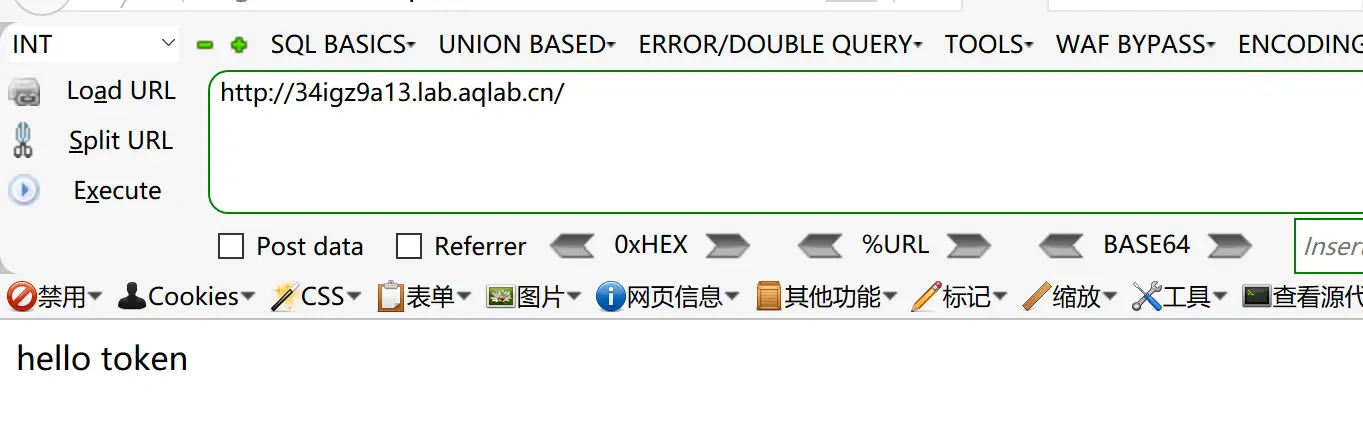 INT SQL BASICS UNION BASED ERROR/DOUBLE QUERY TOOLS WAF BYPASS ENCODING
Load URL
http://34igz9a13.lab.aqlab.cn/
Split URL
Execute
Post data Referrer 0xHEX %URL BASE64 Insert
禁用 Cookies CSS 表单 图片 网页信息 其他功能 标记 缩放 工具 查看源代
hello token